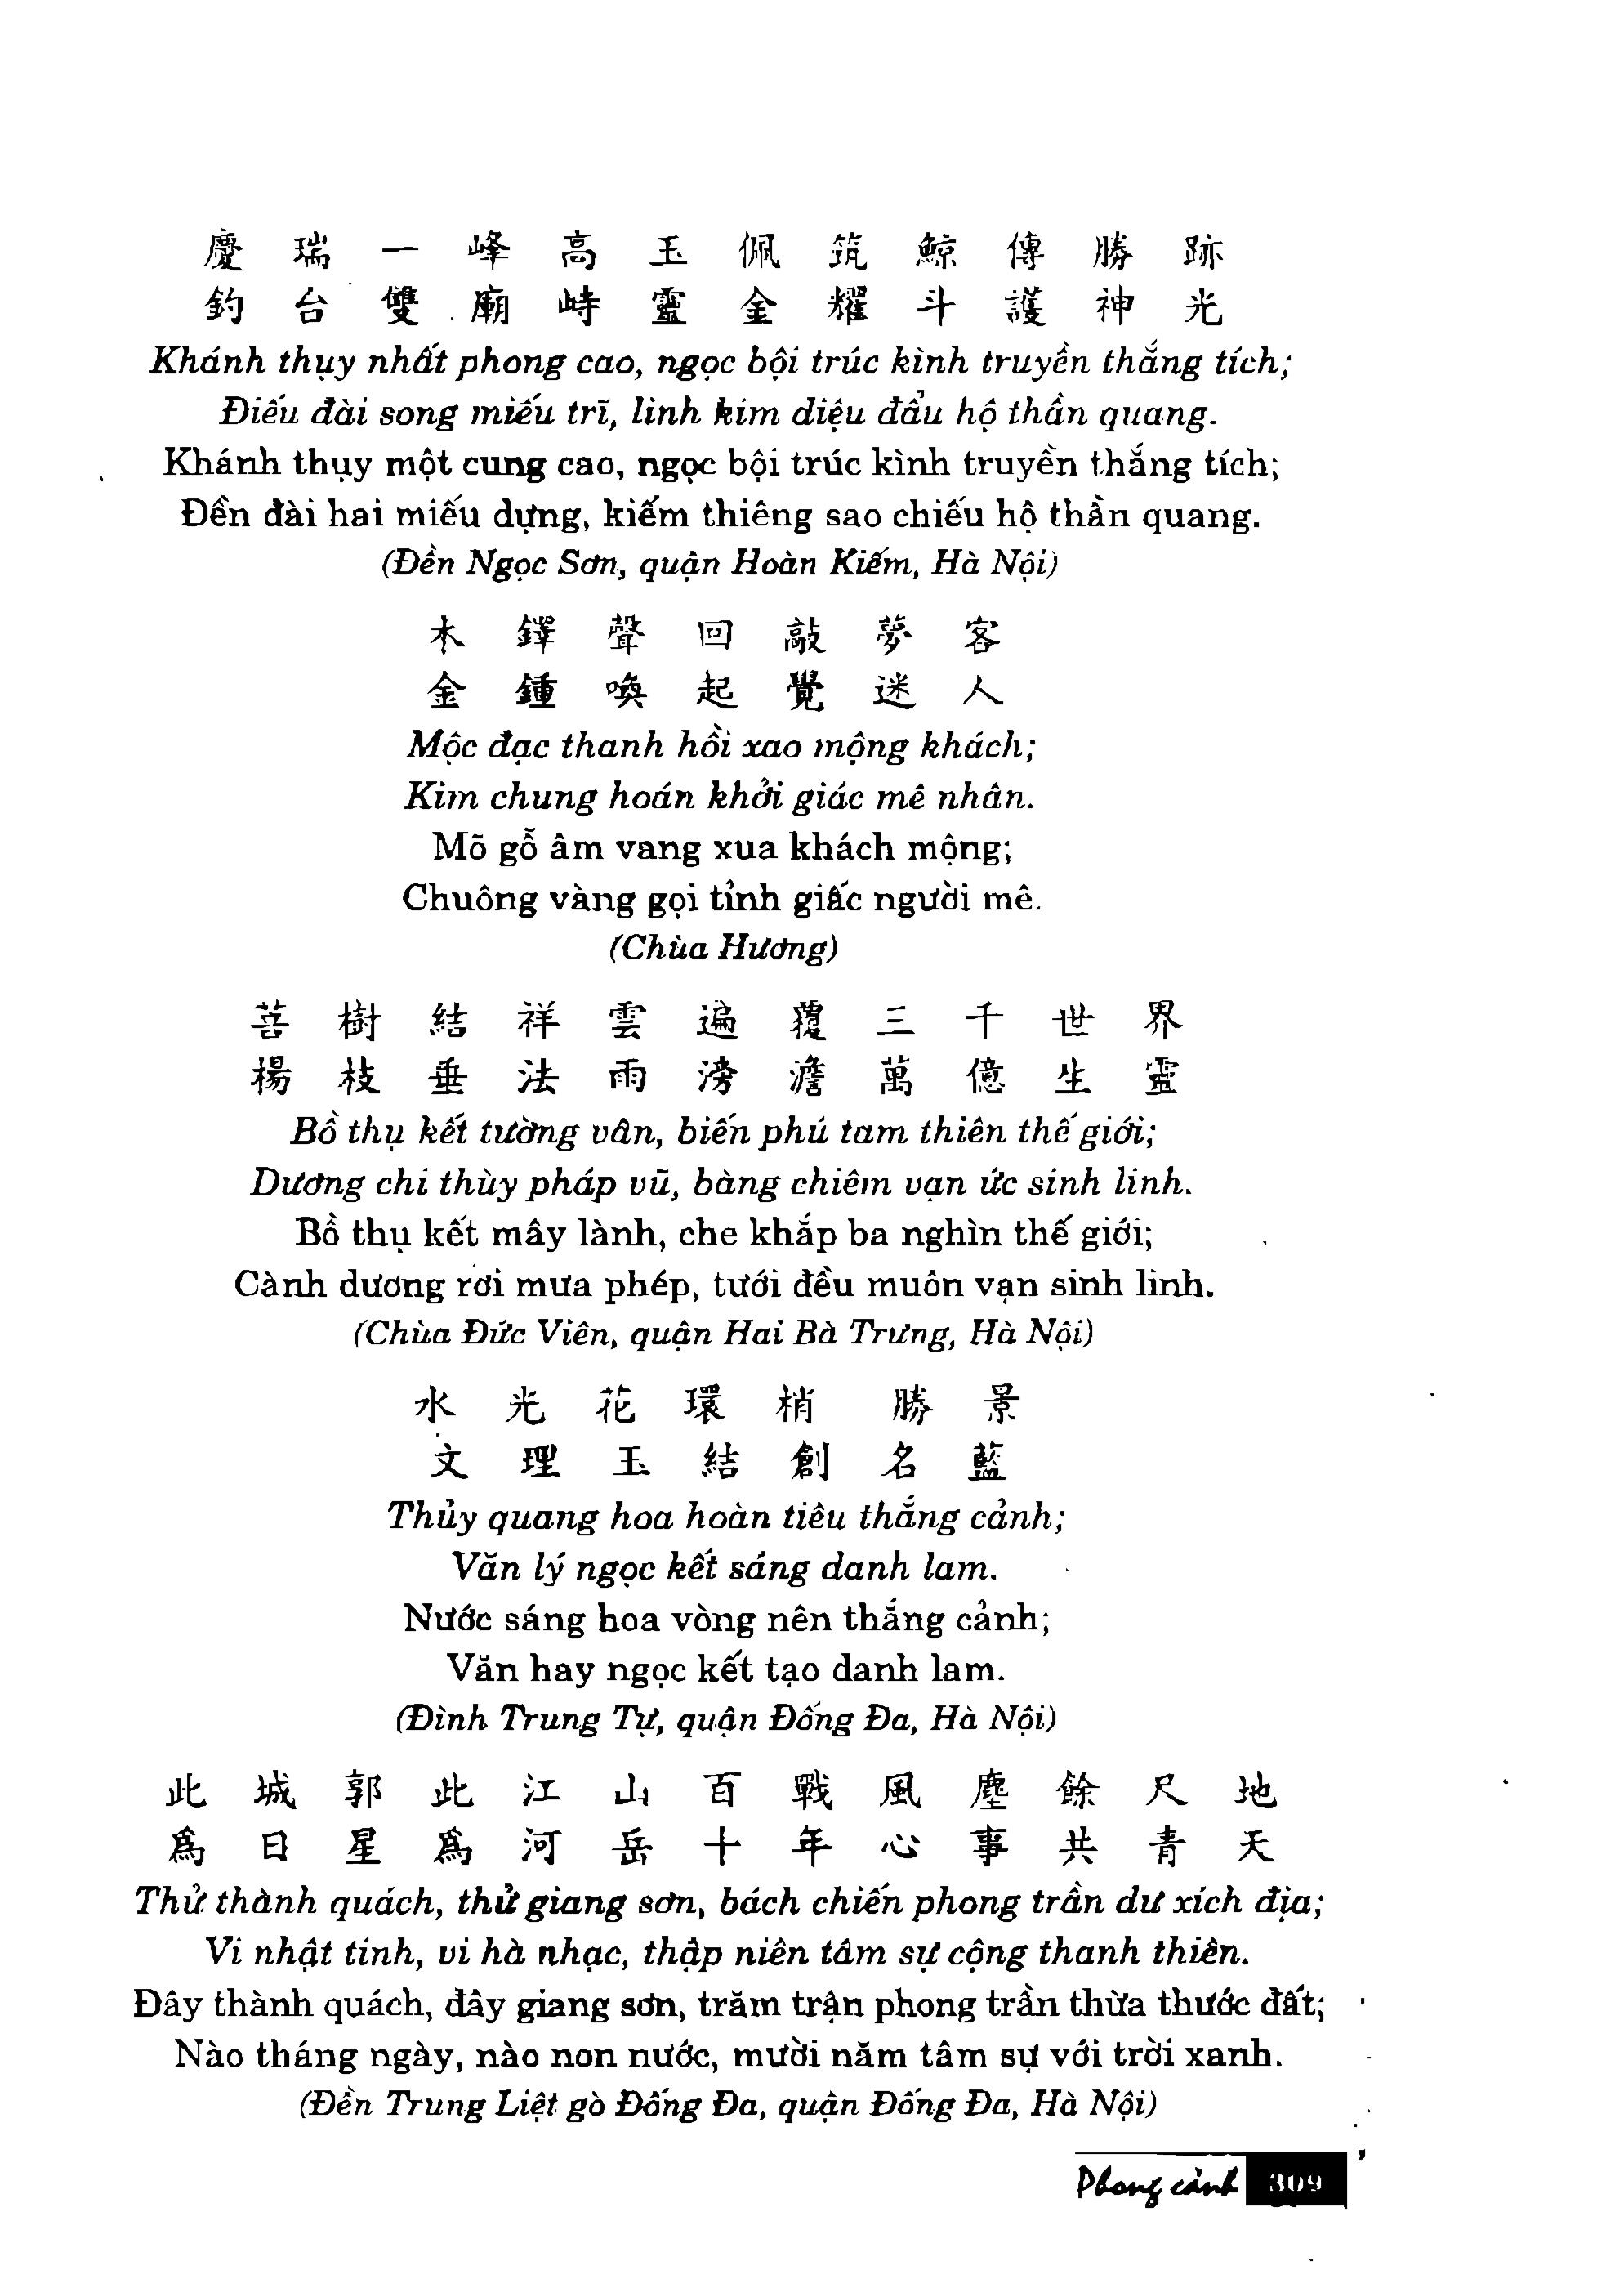 慶 瑞 一 峰 高 玉 佩 筑 鯨 傳 勝 跡
釣 台 雙 廟 峙 靈 金 耀 斗 護 神 光
Khánh thụy nhất phong cao, ngọc bội trúc kình truyền thắng tích;
Điếu đài song miếu trĩ, linh kim diệu đẩu hộ thần quang.
Khánh thụy một cung cao, ngọc bội trúc kình truyền thắng tích;
Đền đài hai miếu dựng, kiếm thiêng sao chiếu hộ thần quang.
(Đền Ngọc Sơn, quận Hoàn Kiếm, Hà Nội)
木 鐸 聲 回 敲 夢 客
金 鍾 喚 起 覺 迷 人
Mộc đạc thanh hồi xao mộng khách;
Kim chung hoán khởi giác mê nhân.
Mõ gỗ âm vang xua khách mộng;
Chuông vàng gọi tỉnh giấc người mê.
(Chùa Hương)
菩 樹 結 祥 雲 遍 覆 三 千 世 界
楊 枝 垂 法 雨 滂 澹 萬 億 生 靈
Bồ thụ kết tường vân, biến phú tam thiên thế giới;
Dương chi thùy pháp vũ, bàng chiêm vạn ức sinh linh.
Bồ thụ kết mây lành, che khắp ba nghìn thế giới;
Cành dương rơi mưa phép, tưới đều muôn vạn sinh linh.
(Chùa Đức Viên, quận Hai Bà Trưng, Hà Nội)
水 光 花 環 梢 勝 景
文 理 玉 結 創 名 藍
Thủy quang hoa hoàn tiêu thắng cảnh;
Văn lý ngọc kết sáng danh lam.
Nước sáng hoa vòng nên thắng cảnh;
Văn hay ngọc kết tạo danh lam.
(Đình Trung Tự, quận Đống Đa, Hà Nội)
此 城 郭 此 江 山 百 戰 風 塵 餘 尺 地
爲 日 星 爲 河 岳 十 年 心 事 共 青 天
Thử thành quách, thử giang sơn, bách chiến phong trần dư xích địa;
Vi nhật tinh, vi hà nhạc, thập niên tâm sự cộng thanh thiên.
Đây thành quách, đây giang sơn, trăm trận phong trần thừa thước đất;
Nào tháng ngày, nào non nước, mười năm tâm sự với trời xanh.
(Đền Trung Liệt gò Đống Đa, quận Đống Đa, Hà Nội)
Phong cảnh 309